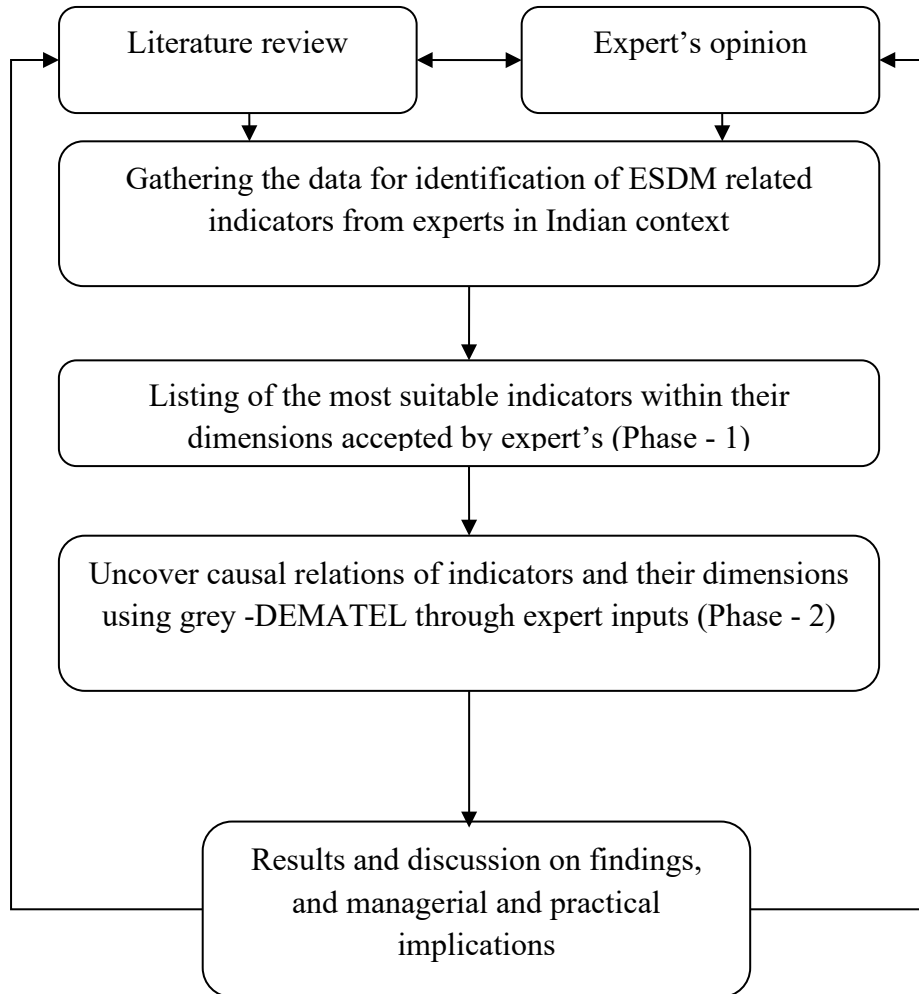 Literature review
Expert’s opinion
Gathering the data for identification of ESDM related
indicators from experts in Indian context
Listing of the most suitable indicators within their
dimensions accepted by expert’s (Phase - 1)
Uncover causal relations of indicators and their dimensions
using grey -DEMATEL through expert inputs (Phase - 2)
Results and discussion on findings,
and managerial and practical
implications